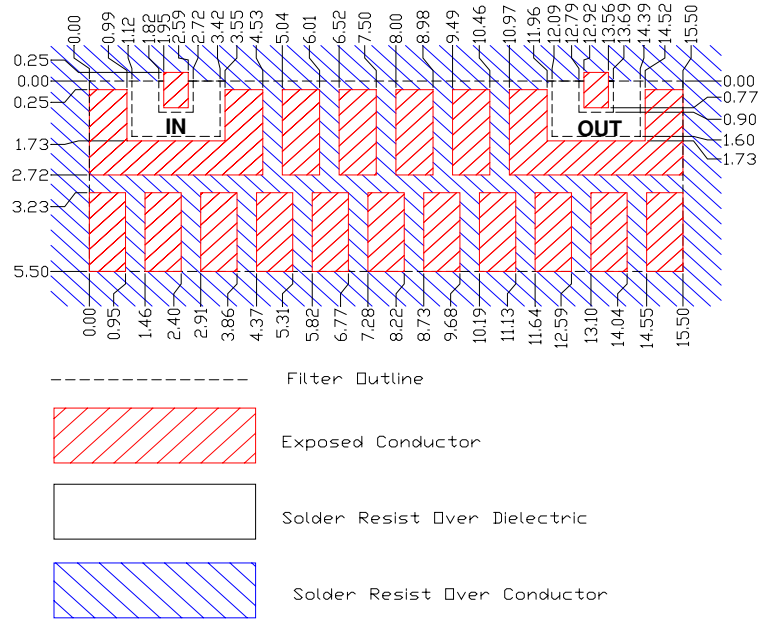 0.00 0.99 1.12 1.82 1.95 2.59 2.72 3.42 3.55 4.53 5.04 6.01 6.52 7.50 8.00 8.98 9.49 10.46 10.97 11.96 12.09 12.79 12.92 13.56 13.69 14.39 14.52 15.50
0.25
0.00 0.00
0.25 0.77
0.90
IN OUT
1.73 1.60
1.73
2.72
3.23
5.50
0.00 0.95 1.46 2.40 2.91 3.86 4.37 5.31 5.82 6.77 7.28 8.22 8.73 9.68 10.19 11.13 11.64 12.59 13.10 14.04 14.55 15.50
Filter Outline
Exposed Conductor
Solder Resist Over Dielectric
Solder Resist Over Conductor